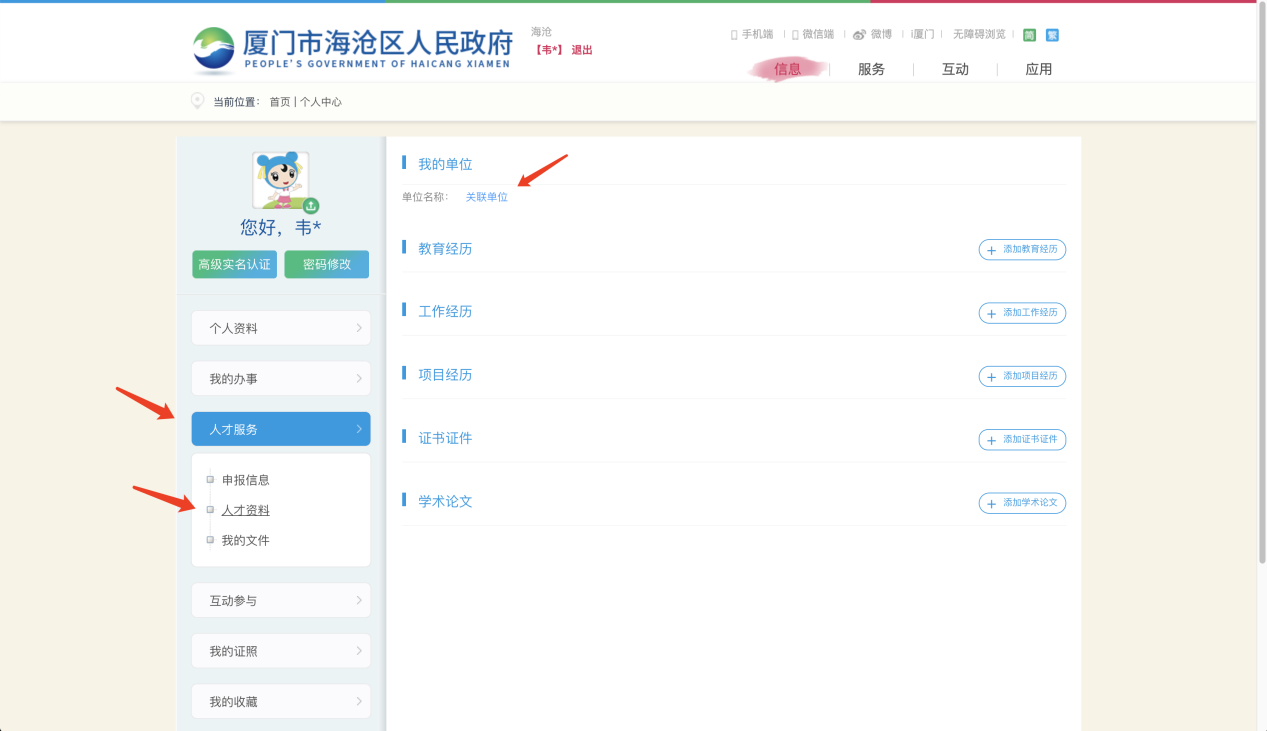 厦门市海沧区人民政府
PEOPLE'S GOVERNMENT OF HAICANG XIAMEN
海沧
【韦*】 退出
手机端 | 微信端 | 微博 | i厦门 | 无障碍浏览 | 简 繁
信息 | 服务 | 互动 | 应用
当前位置： 首页 | 个人中心
您好，韦*
高级实名认证 密码修改
个人资料
我的办事
人才服务
申报信息
人才资料
我的文件
互动参与
我的证照
我的收藏
我的单位
单位名称： 关联单位
教育经历
+ 添加教育经历
工作经历
+ 添加工作经历
项目经历
+ 添加项目经历
证书证件
+ 添加证书证件
学术论文
+ 添加学术论文